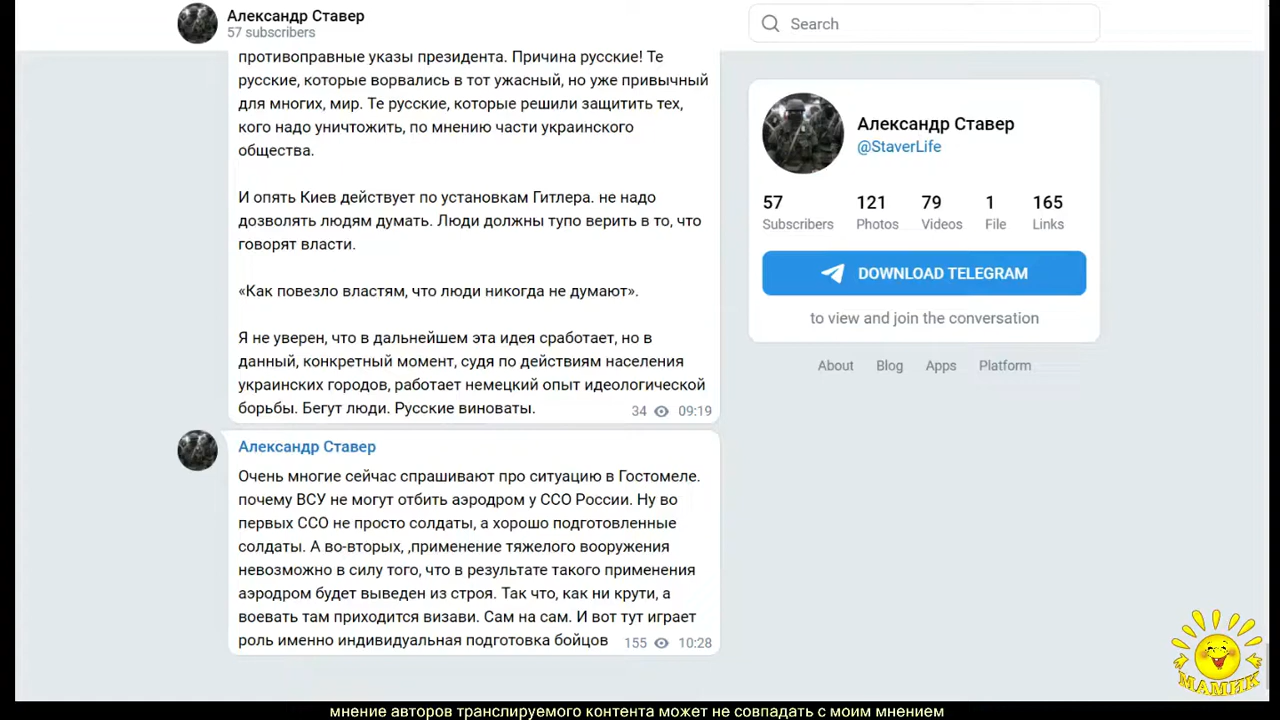 Александр Ставер
57 subscribers
Search
противоправные указы президента. Причина русские! Те
русские, которые ворвались в тот ужасный, но уже привычный
для многих, мир. Те русские, которые решили защитить тех,
кого надо уничтожить, по мнению части украинского
общества.
И опять Киев действует по установкам Гитлера. не надо
дозволять людям думать. Люди должны тупо верить в то, что
говорят власти.
«Как повезло властям, что люди никогда не думают».
Я не уверен, что в дальнейшем эта идея сработает, но в
данный, конкретный момент, судя по действиям населения
украинских городов, работает немецкий опыт идеологической
борьбы. Бегут люди. Русские виноваты.
34 09:19
Александр Ставер
Очень многие сейчас спрашивают про ситуацию в Гостомеле.
почему ВСУ не могут отбить аэродром у ССО России. Ну во
первых ССО не просто солдаты, а хорошо подготовленные
солдаты. А во-вторых, ,применение тяжелого вооружения
невозможно в силу того, что в результате такого применения
аэродром будет выведен из строя. Так что, как ни крути, а
воевать там приходится визави. Сам на сам. И вот тут играет
роль именно индивидуальная подготовка бойцов
155 10:28
Александр Ставер
@StaverLife
57 121 79 1 165
Subscribers Photos Videos File Links
DOWNLOAD TELEGRAM
to view and join the conversation
About Blog Apps Platform
МАМИК
мнение авторов транслируемого контента может не совпадать с моим мнением